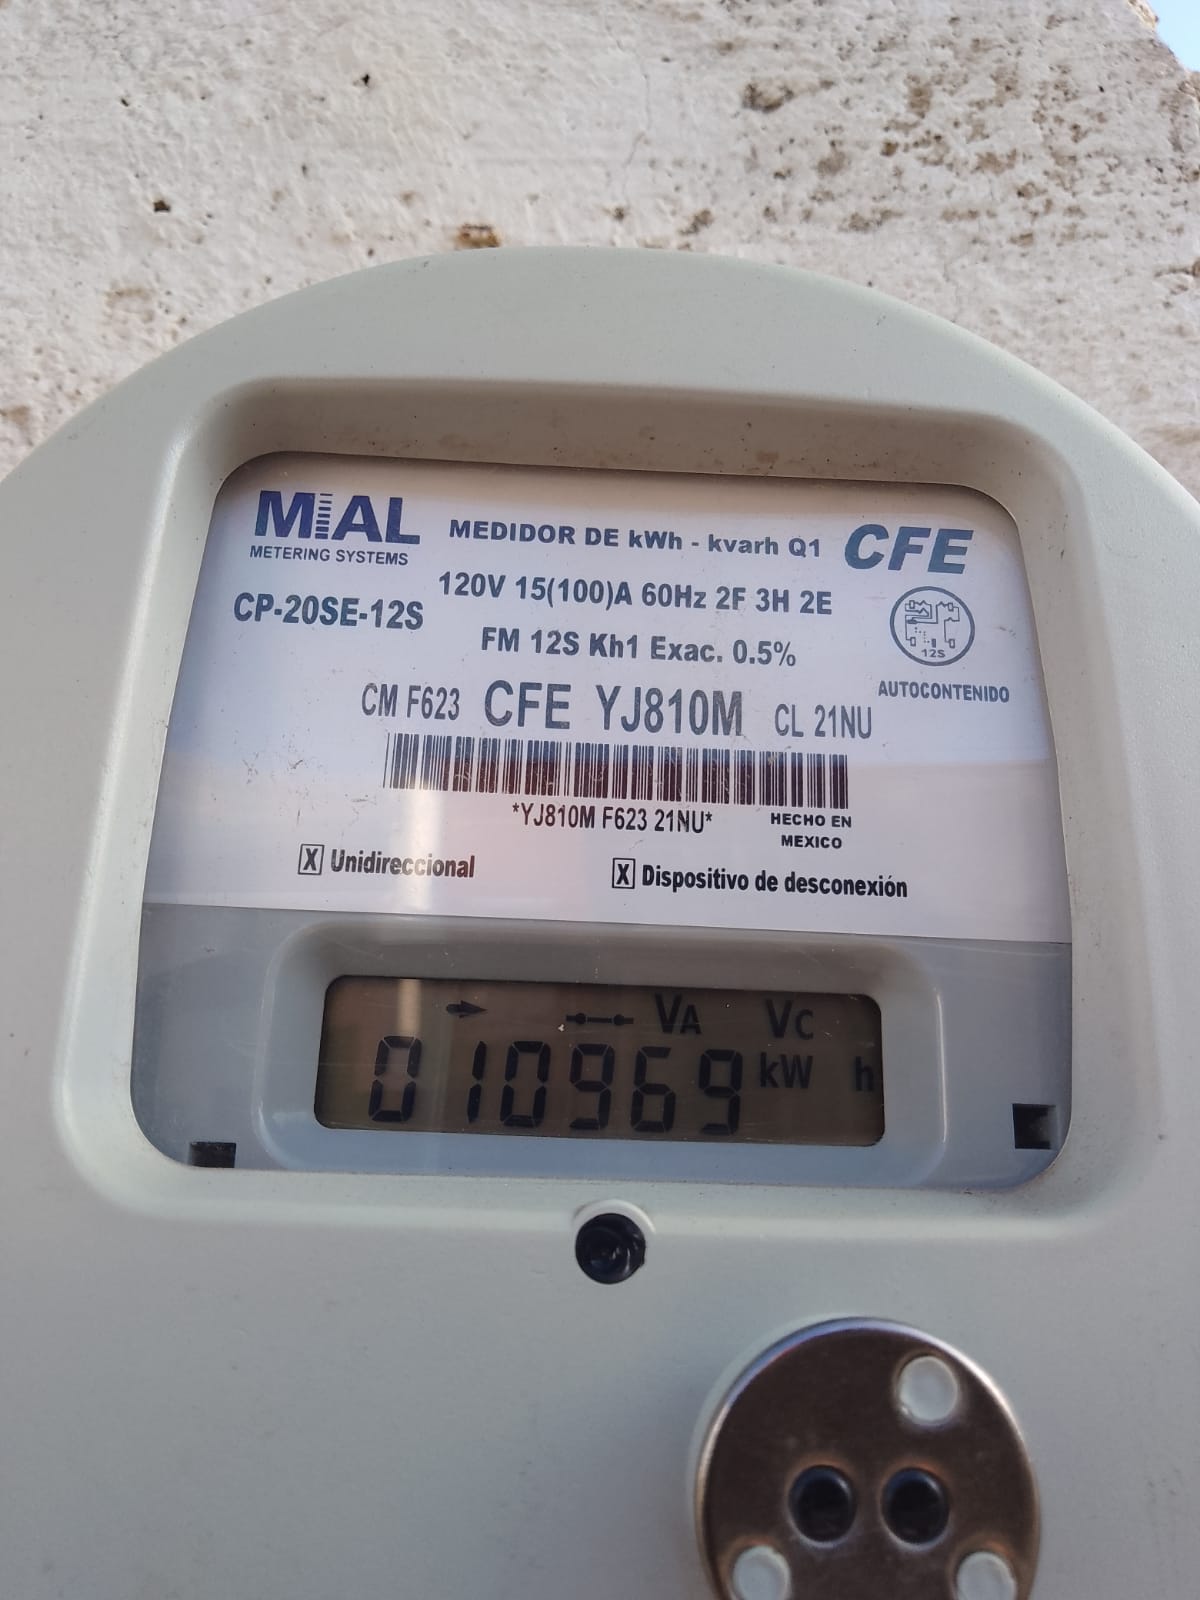 MIAL
METERING SYSTEMS
MEDIDOR DE kWh - kvarh Q1
CFE
CP-20SE-12S
120V 15(100)A 60Hz 2F 3H 2E
FM 12S Kh1 Exac. 0.5%
12S
AUTOCONTENIDO
CM F623 CFE YJ810M CL 21NU
*YJ810M F623 21NU*
HECHO EN
MEXICO
X Unidireccional
X Dispositivo de desconexión
VA VC
010969 kW h